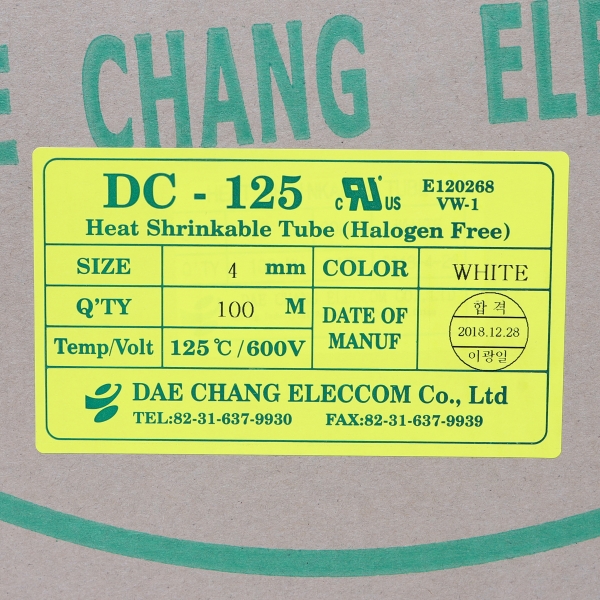 E CHANG ELE
DC - 125 c RU US E120268
VW-1
Heat Shrinkable Tube (Halogen Free)
SIZE 4 mm COLOR WHITE
Q'TY 100 M DATE OF MANUF 합격
2018.12.28
이광일
Temp/Volt 125℃/600V
DAE CHANG ELECCOM Co., Ltd
TEL:82-31-637-9930 FAX:82-31-637-9939